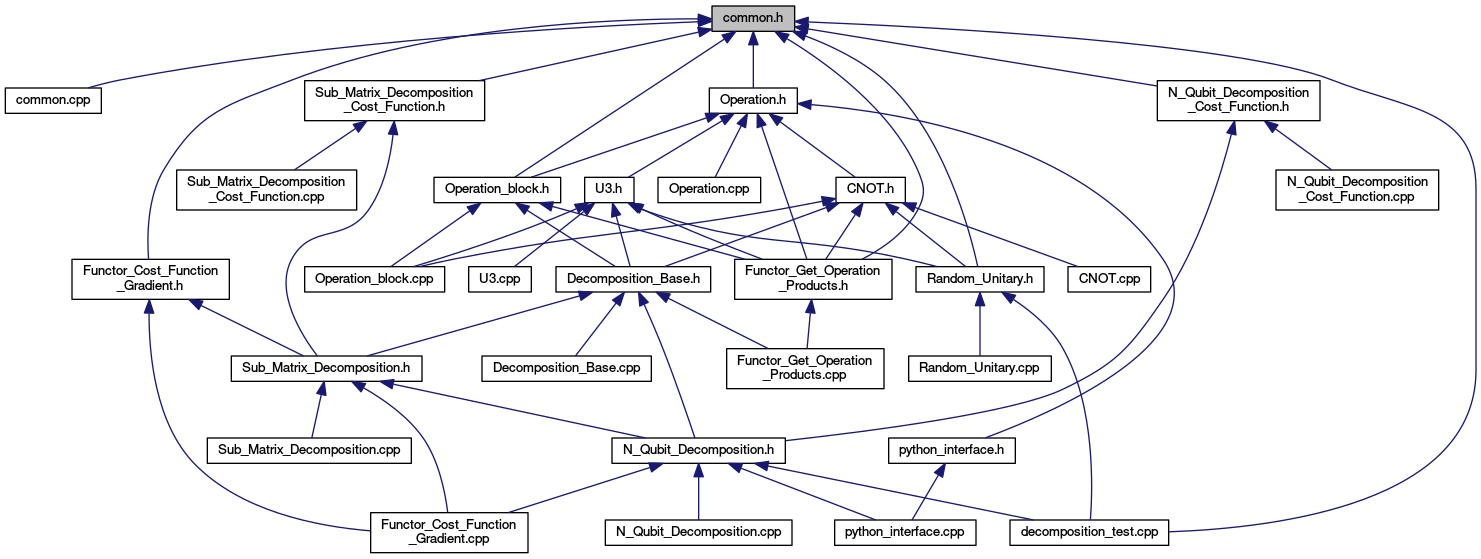 common.h
common.cpp
Sub_Matrix_Decomposition
_Cost_Function.h
Operation.h
N_Qubit_Decomposition
_Cost_Function.h
Sub_Matrix_Decomposition
_Cost_Function.cpp
Operation_block.h
U3.h
Operation.cpp
CNOT.h
N_Qubit_Decomposition
_Cost_Function.cpp
Functor_Cost_Function
_Gradient.h
Operation_block.cpp
U3.cpp
Decomposition_Base.h
Functor_Get_Operation
_Products.h
Random_Unitary.h
CNOT.cpp
Sub_Matrix_Decomposition.h
Decomposition_Base.cpp
Functor_Get_Operation
_Products.cpp
Random_Unitary.cpp
Sub_Matrix_Decomposition.cpp
N_Qubit_Decomposition.h
python_interface.h
Functor_Cost_Function
_Gradient.cpp
N_Qubit_Decomposition.cpp
python_interface.cpp
decomposition_test.cpp